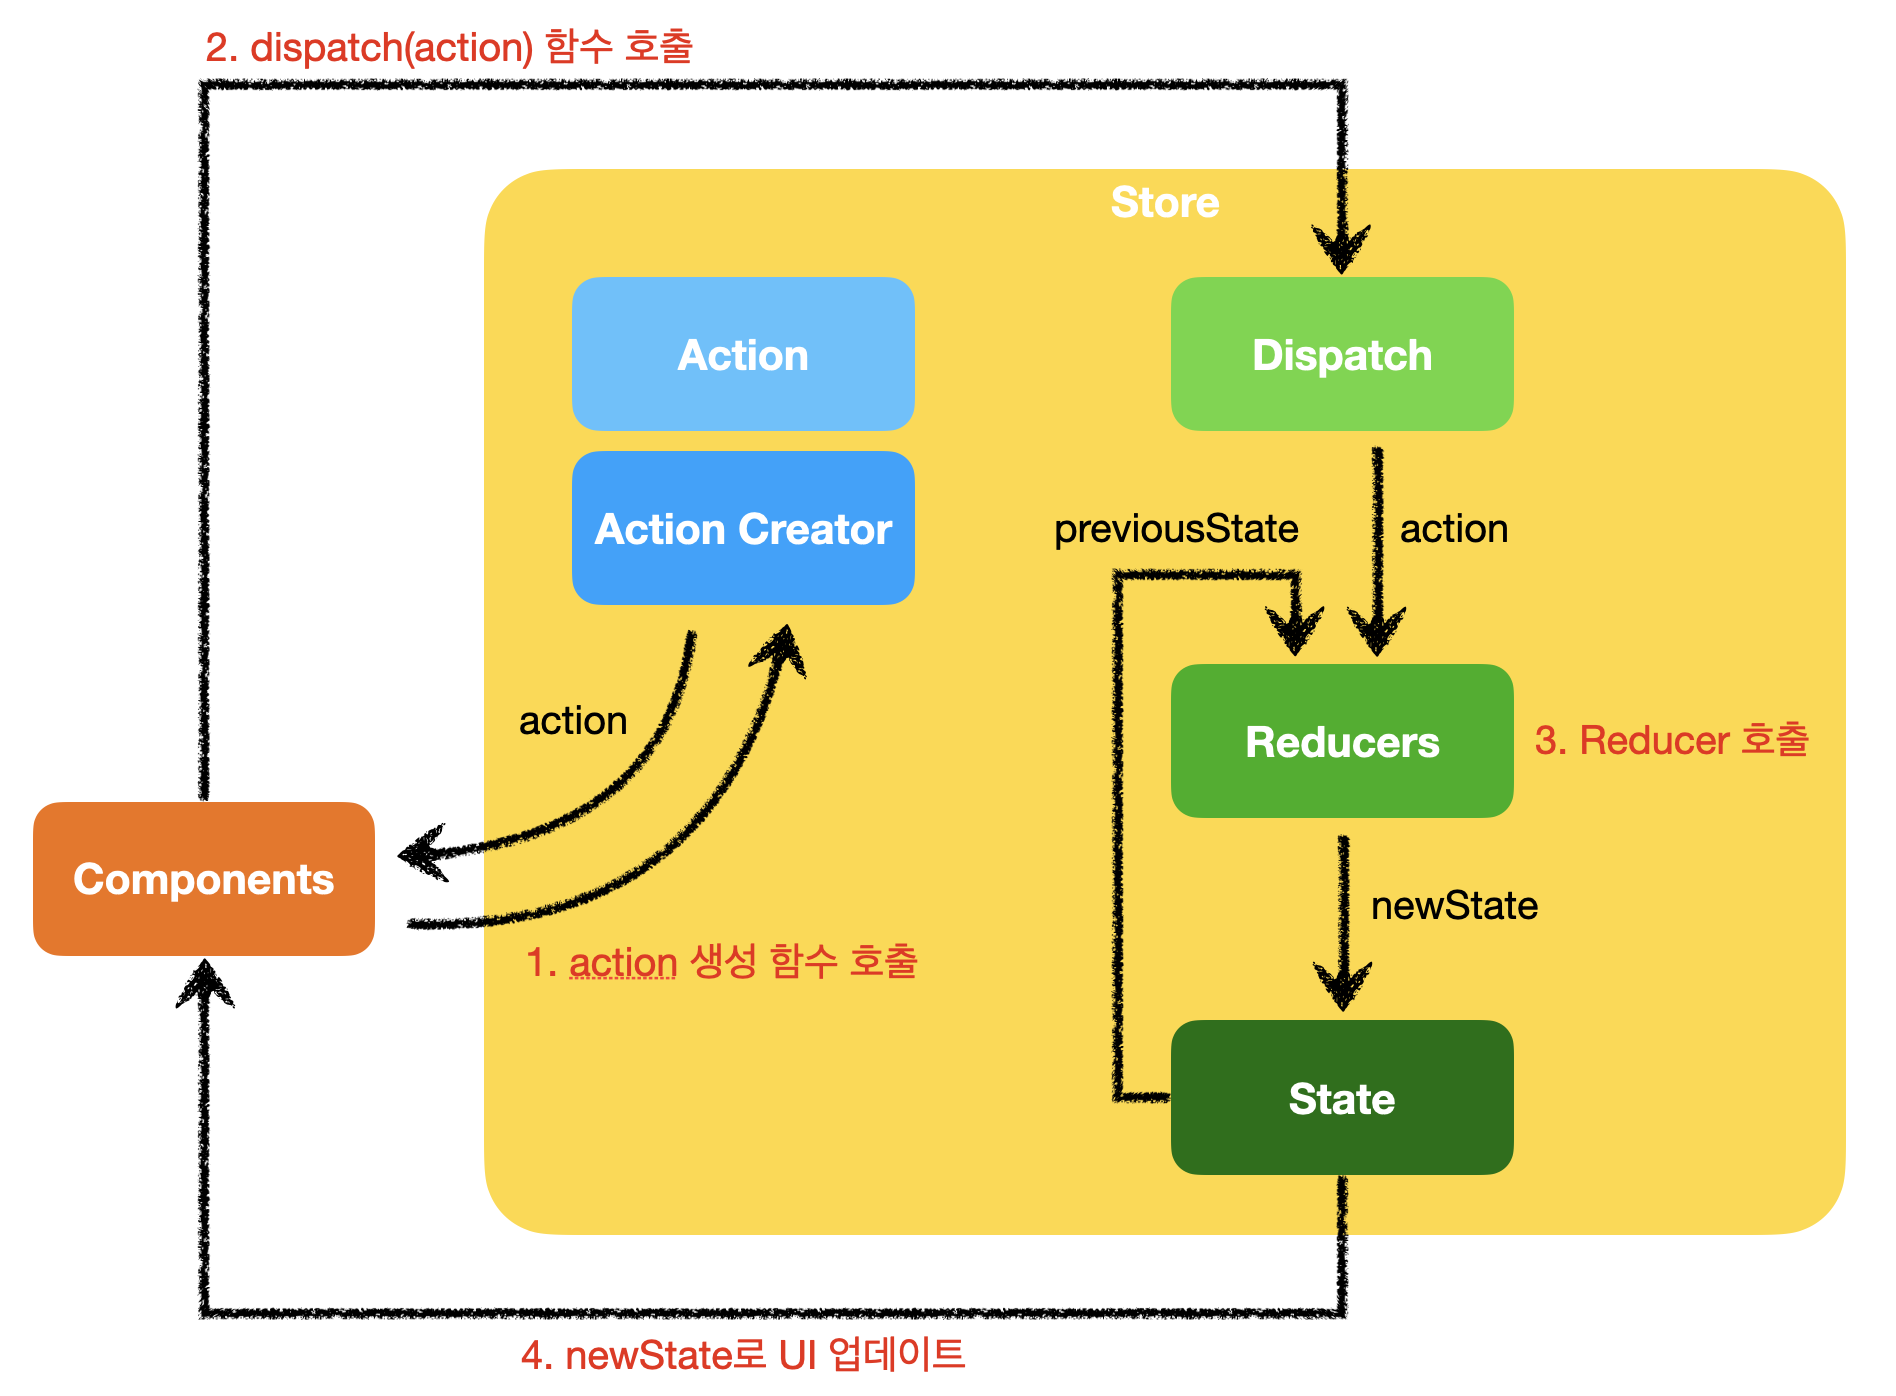 2. dispatch(action) 함수 호출
Store
Action
Dispatch
Action Creator
previousState
action
action
Reducers
3. Reducer 호출
Components
newState
1. action 생성 함수 호출
State
4. newState로 UI 업데이트